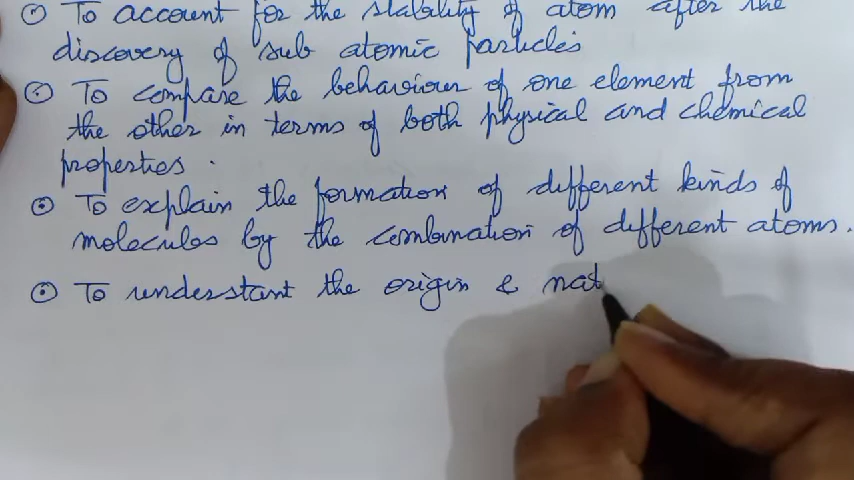 ⊙ To account for the stability of atom after the
discovery of sub atomic particles
⊙ To compare the behaviour of one element from
the other in terms of both physical and chemical
properties.
⊙ To explain the formation of different kinds of
molecules by the combination of different atoms.
⊙ To understant the origin & nat